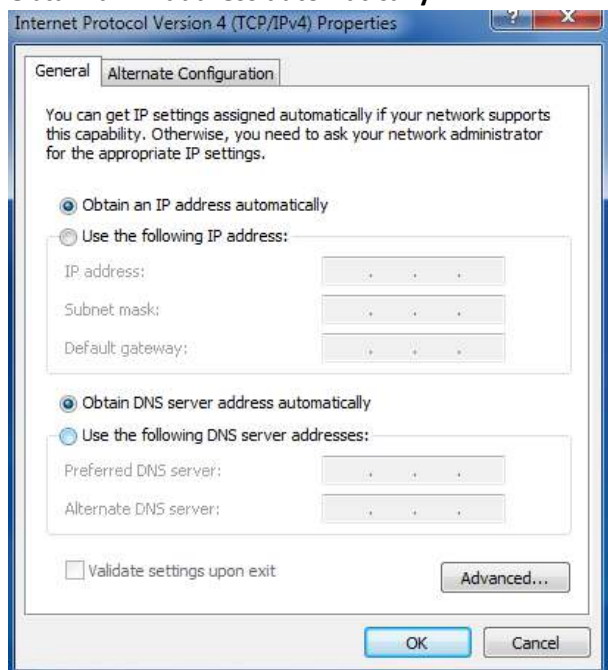 Internet Protocol Version 4 (TCP/IPv4) Properties
General
Alternate Configuration
You can get IP settings assigned automatically if your network supports
this capability. Otherwise, you need to ask your network administrator
for the appropriate IP settings.
Obtain an IP address automatically
Use the following IP address:
IP address:
Subnet mask:
Default gateway:
Obtain DNS server address automatically
Use the following DNS server addresses:
Preferred DNS server:
Alternate DNS server:
Validate settings upon exit
Advanced...
OK
Cancel